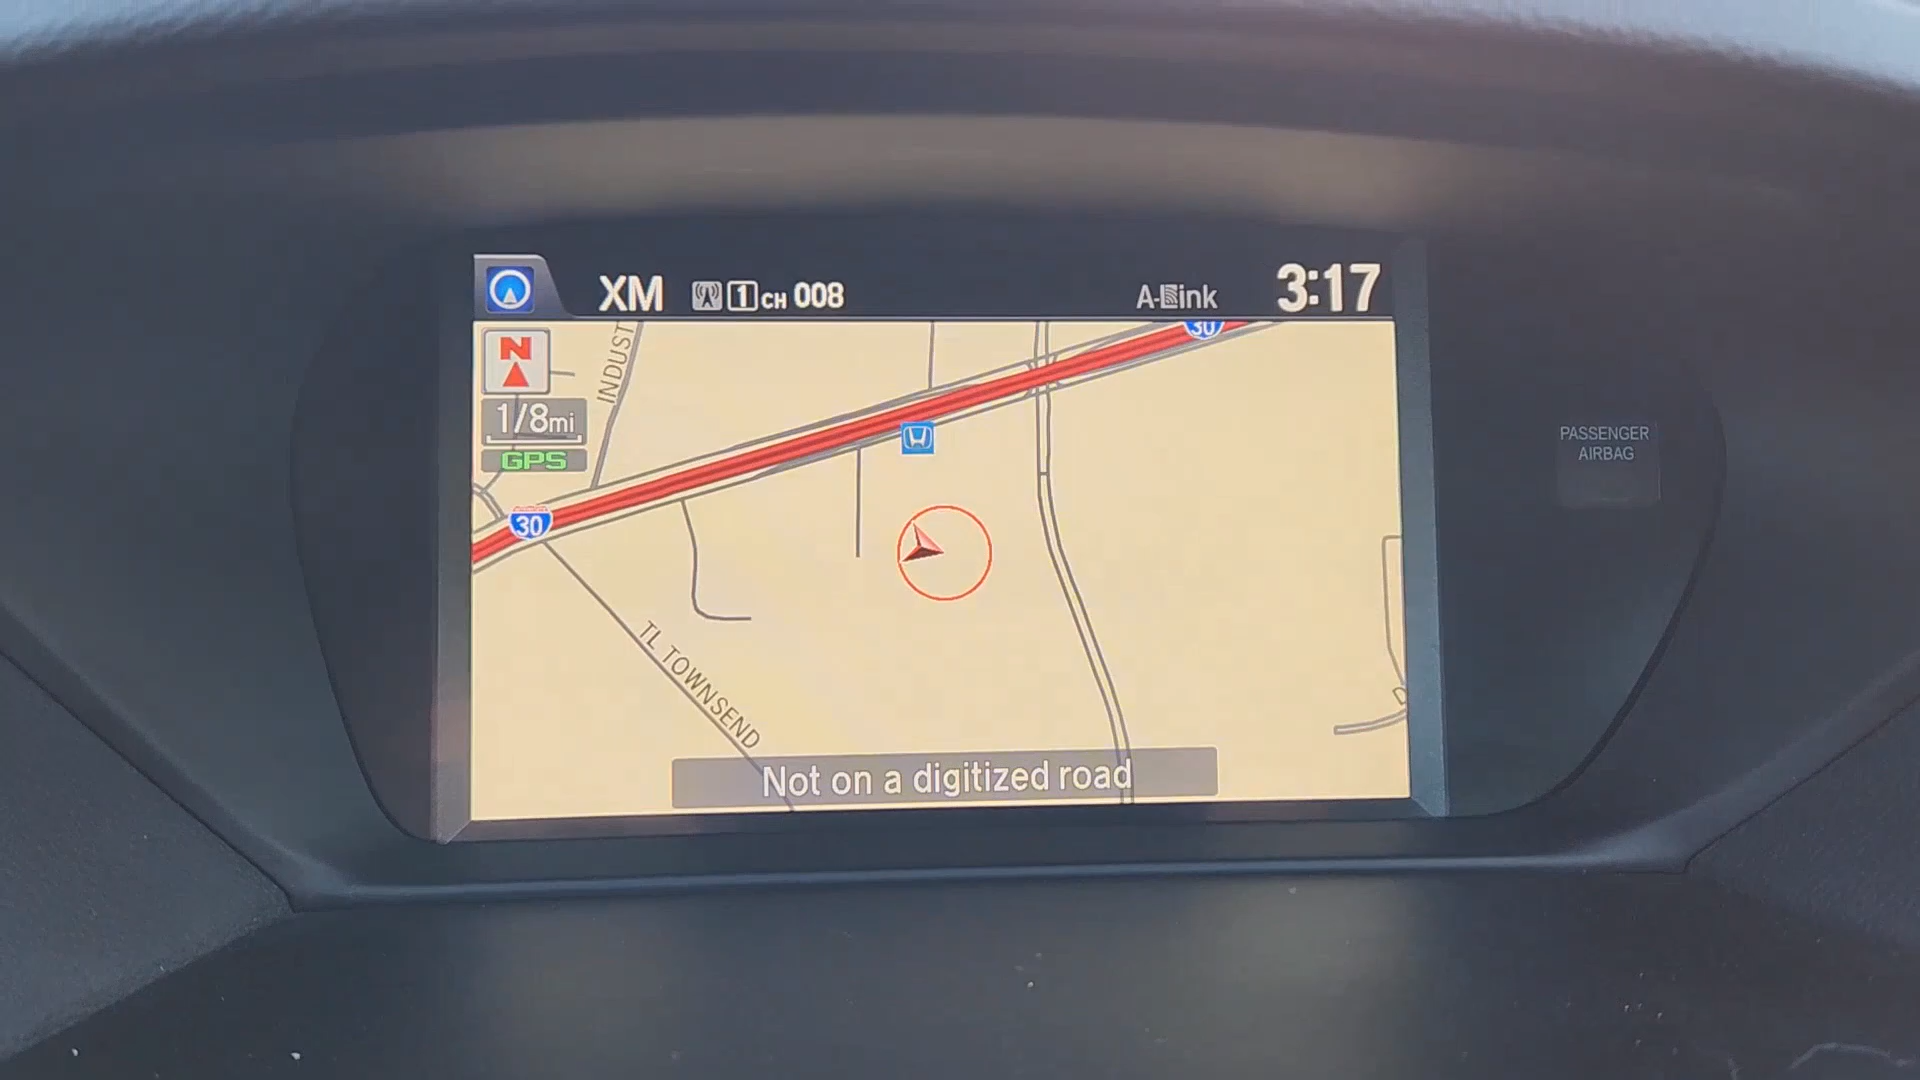 XM 1 CH 008 A-Link 3:17
N
1/8mi
GPS
INDUST
30
30
TL TOWNSEND
D
Not on a digitized road
PASSENGER
AIRBAG